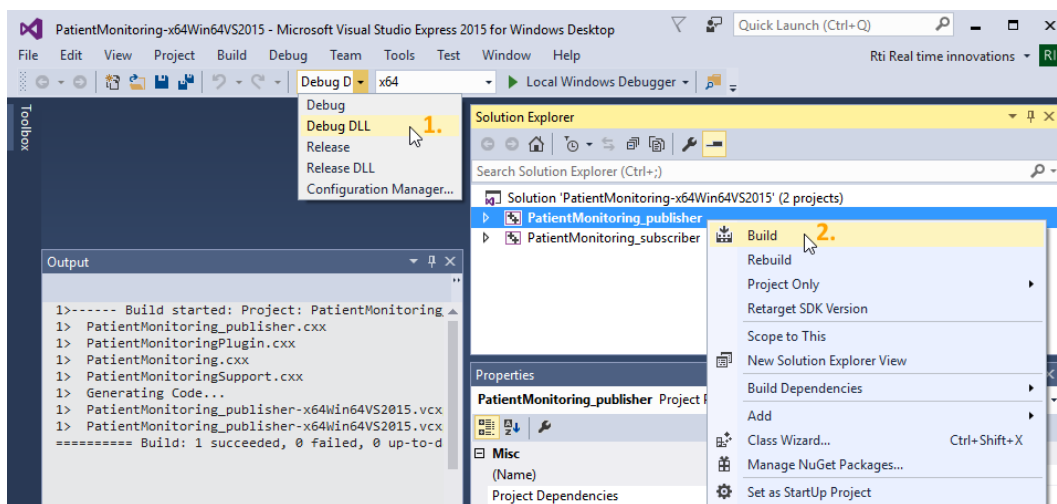 PatientMonitoring-x64Win64VS2015 - Microsoft Visual Studio Express 2015 for Windows Desktop
Quick Launch (Ctrl+Q)
File Edit View Project Build Debug Team Tools Test Window Help
Rti Real time innovations RI
Debug D x64 Local Windows Debugger
Toolbox
Debug
Debug DLL 1.
Release
Release DLL
Configuration Manager...
Solution Explorer
Search Solution Explorer (Ctrl+;)
Solution 'PatientMonitoring-x64Win64VS2015' (2 projects)
PatientMonitoring_publisher
PatientMonitoring_subscriber
Build 2.
Rebuild
Project Only
Retarget SDK Version
Scope to This
New Solution Explorer View
Build Dependencies
Add
Class Wizard... Ctrl+Shift+X
Manage NuGet Packages...
Set as StartUp Project
Output
1>------ Build started: Project: PatientMonitoring_
1> PatientMonitoring_publisher.cxx
1> PatientMonitoringPlugin.cxx
1> PatientMonitoring.cxx
1> PatientMonitoringSupport.cxx
1> Generating Code...
1> PatientMonitoring_publisher-x64Win64VS2015.vcx
1> PatientMonitoring_publisher-x64Win64VS2015.vcx
========== Build: 1 succeeded, 0 failed, 0 up-to-d
Properties
PatientMonitoring_publisher Project
Misc
(Name)
Project Dependencies